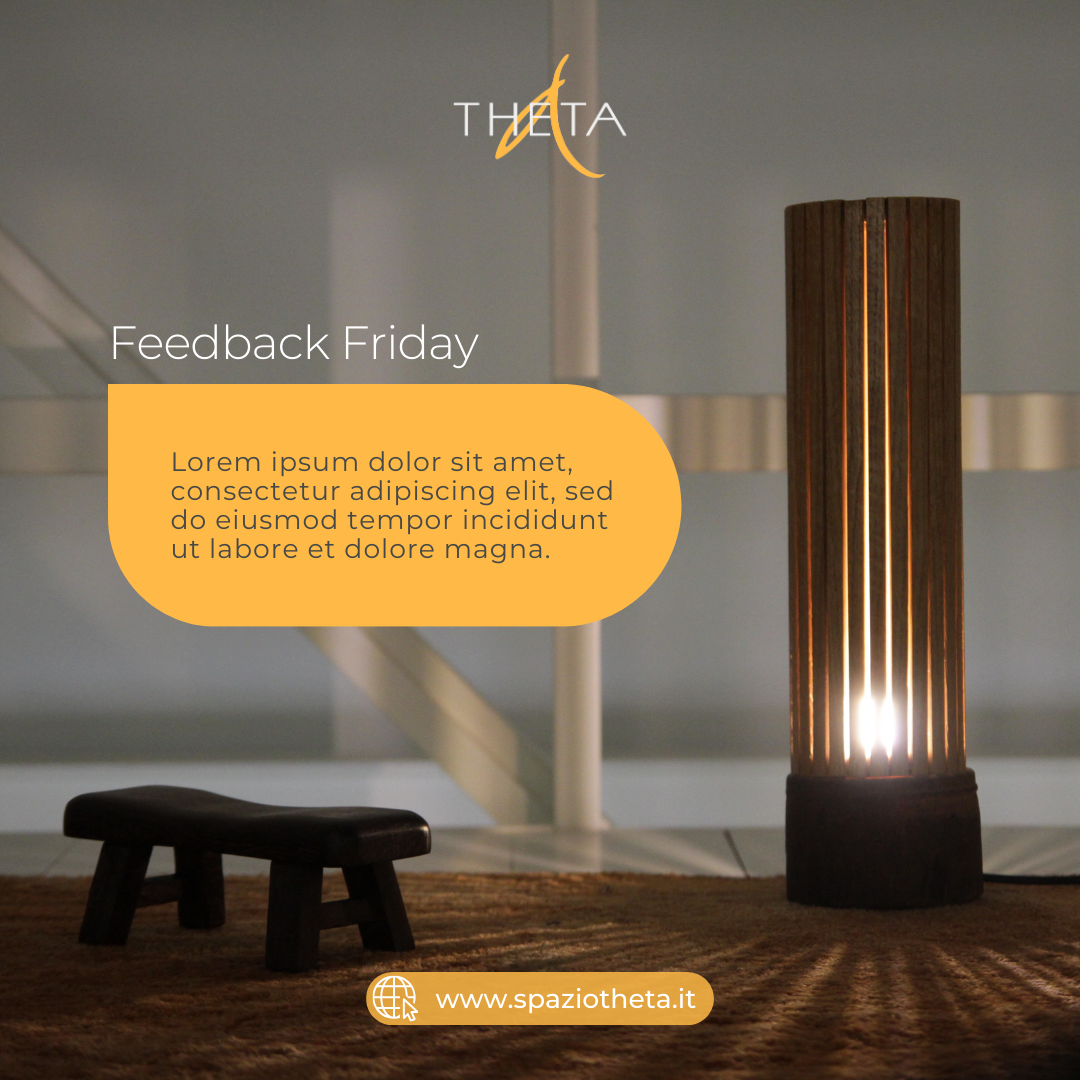 THETA
Feedback Friday
Lorem ipsum dolor sit amet,
consectetur adipiscing elit, sed
do eiusmod tempor incididunt
ut labore et dolore magna.
www.spaziotheta.it